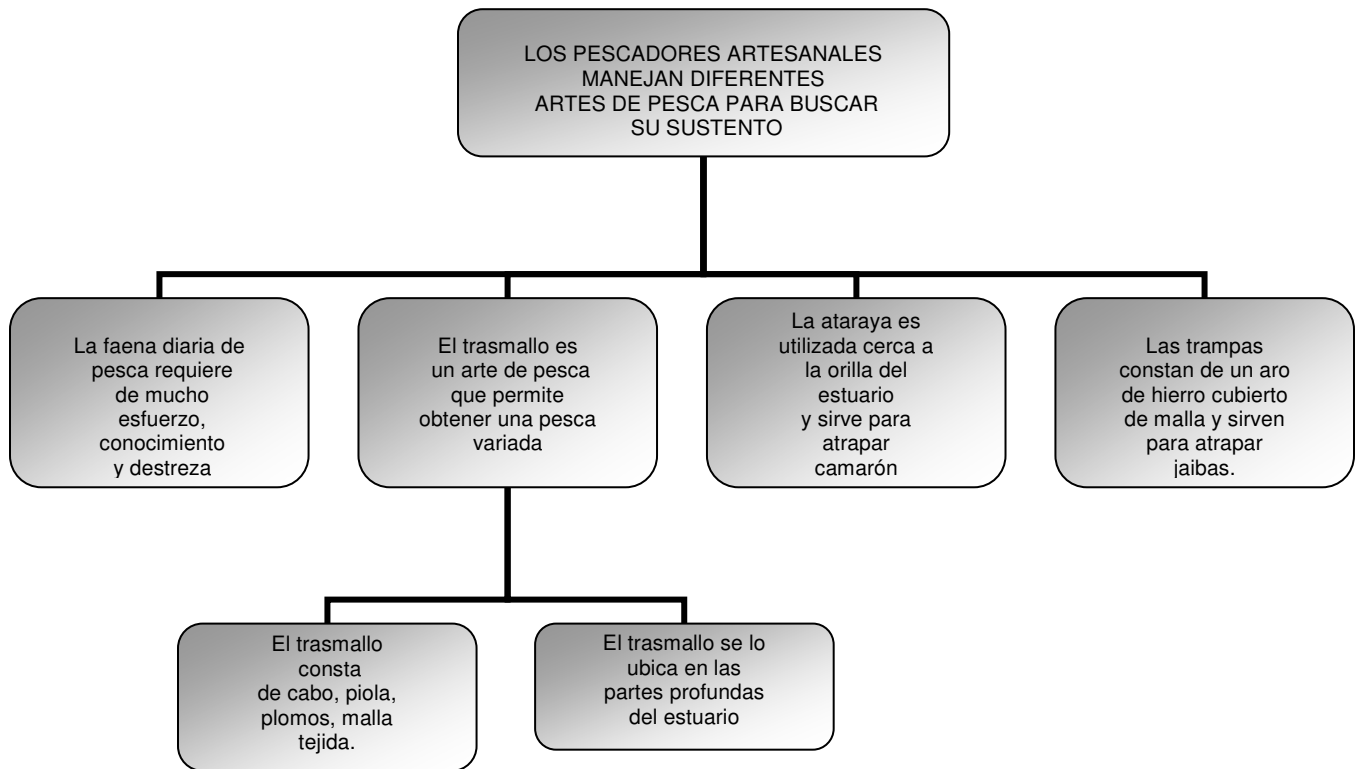 LOS PESCADORES ARTESANALES
MANEJAN DIFERENTES
ARTES DE PESCA PARA BUSCAR
SU SUSTENTO
La faena diaria de
pesca requiere
de mucho
esfuerzo,
conocimiento
y destreza
El trasmallo es
un arte de pesca
que permite
obtener una pesca
variada
La ataraya es
utilizada cerca a
la orilla del
estuario
y sirve para
atrapar
camarón
Las trampas
constan de un aro
de hierro cubierto
de malla y sirven
para atrapar
jaibas.
El trasmallo
consta
de cabo, piola,
plomos, malla
tejida.
El trasmallo se lo
ubica en las
partes profundas
del estuario